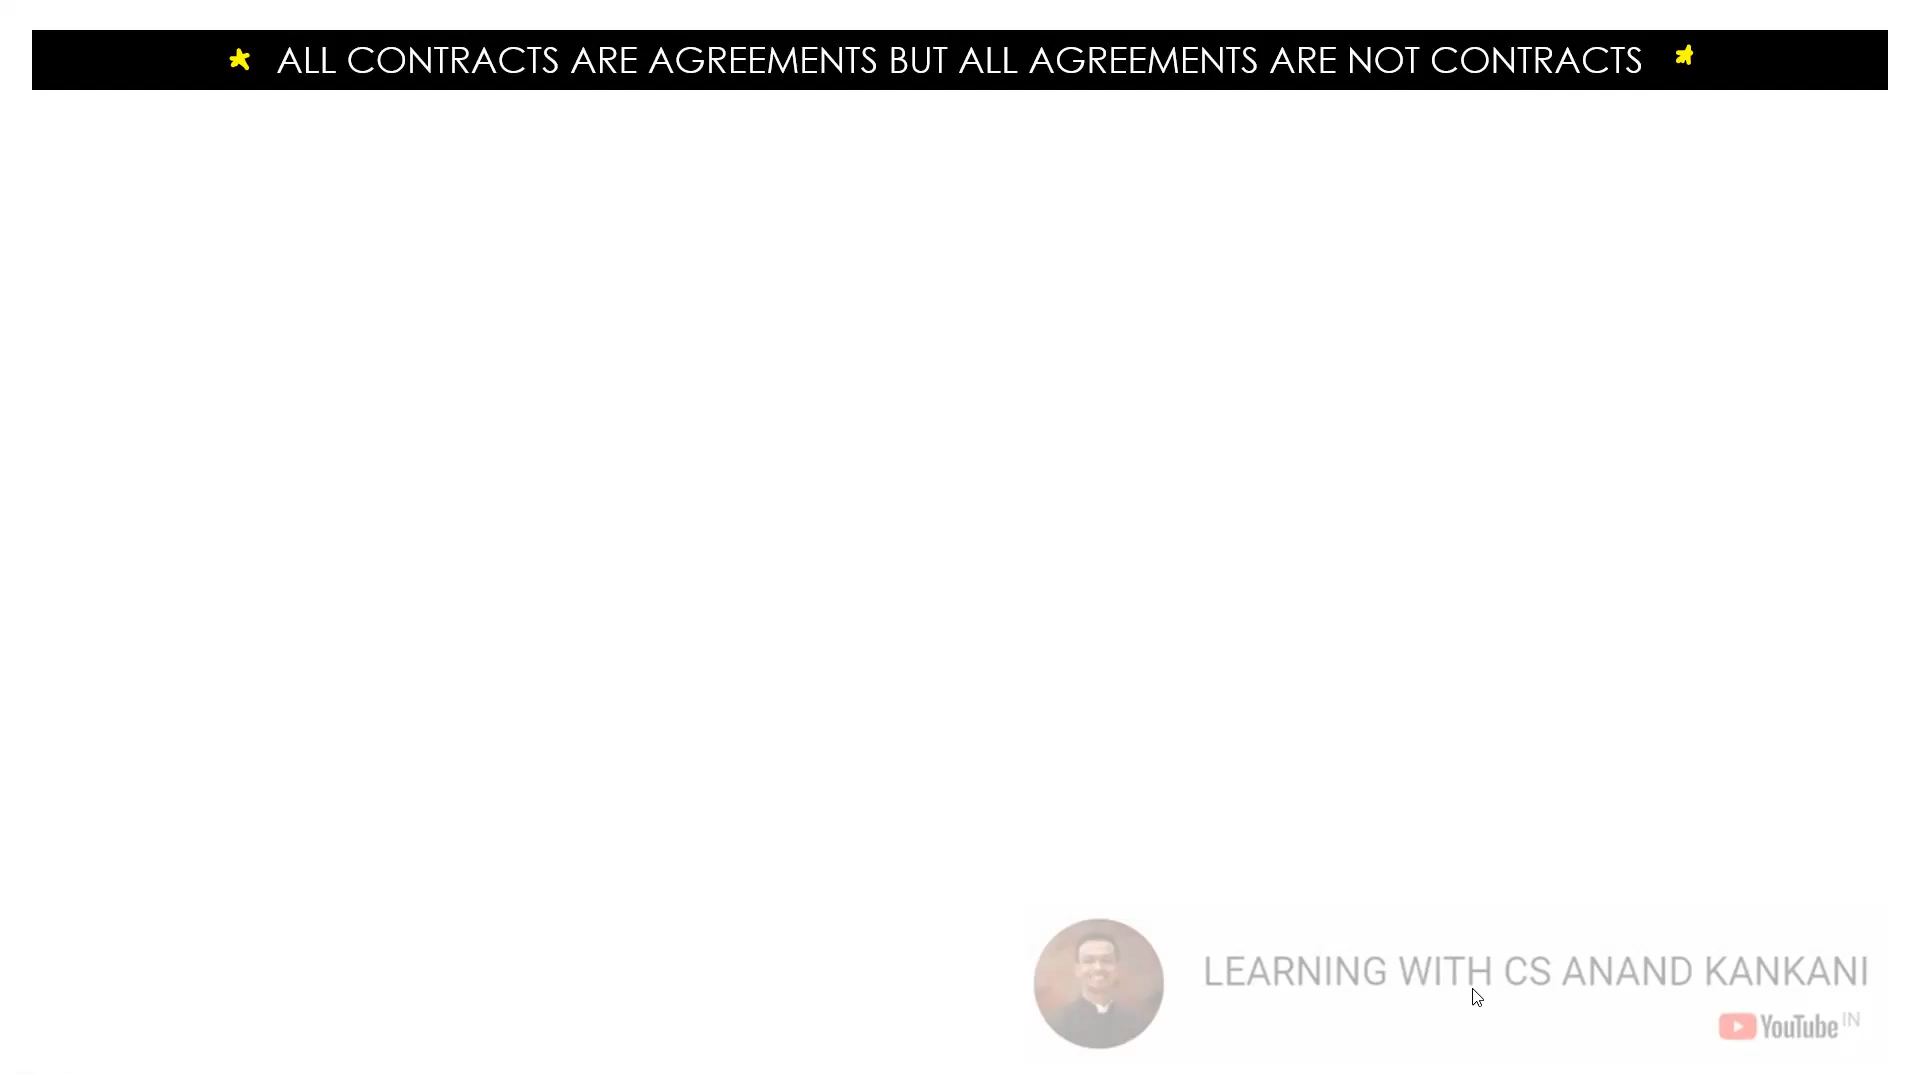 ALL CONTRACTS ARE AGREEMENTS BUT ALL AGREEMENTS ARE NOT CONTRACTS
LEARNING WITH CS ANAND KANKANI
YouTube IN